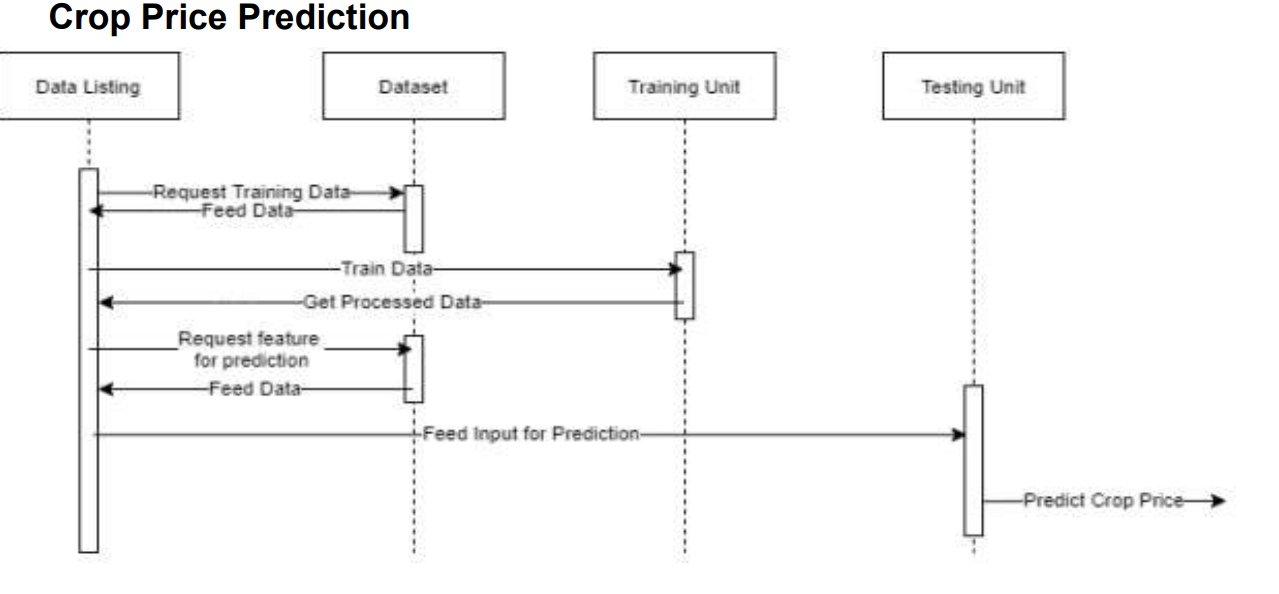 Crop Price Prediction
Data Listing
Dataset
Training Unit
Testing Unit
Request Training Data
Feed Data
Train Data
Get Processed Data
Request feature
for prediction
Feed Data
Feed Input for Prediction
Predict Crop Price